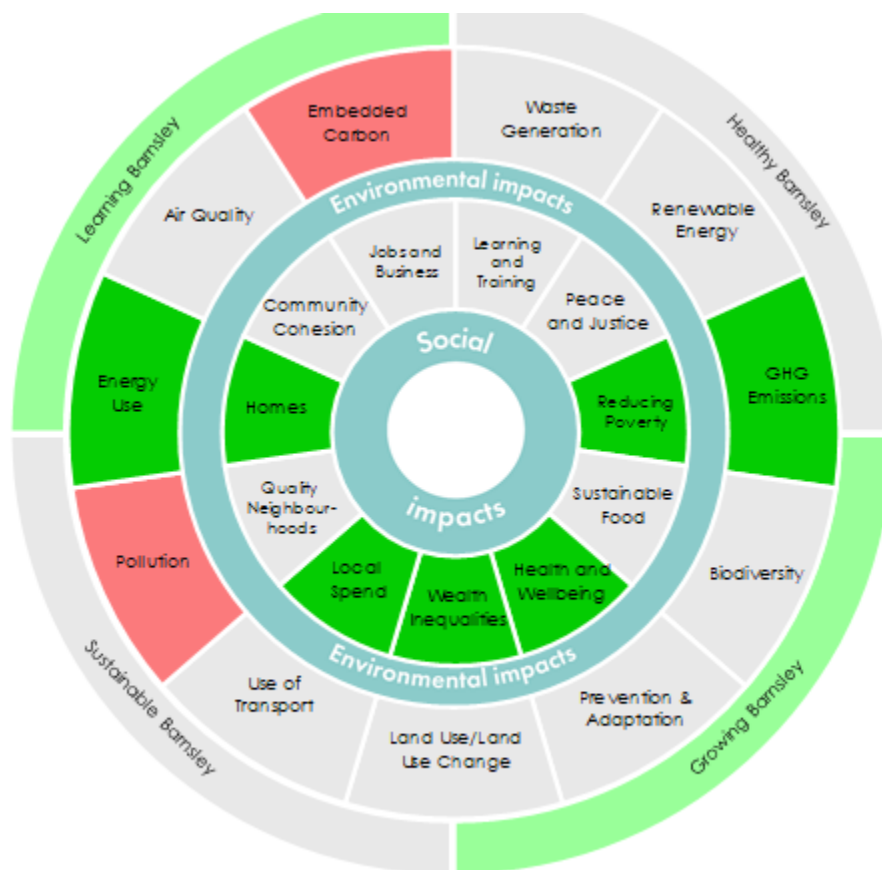 Learning Barnsley
Healthy Barnsley
Embedded
Carbon
Waste
Generation
Air Quality
Renewable
Energy
Environmental impacts
Jobs and
Business
Learning
and
Training
Community
Cohesion
Peace
and Justice
Social
Energy
Use
Homes
Reducing
Poverty
GHG
Emissions
Quality
Neighbour-
hoods
impacts
Sustainable
Food
Pollution
Local
Spend
Wealth
Inequalities
Health and
Wellbeing
Biodiversity
Environmental impacts
Use of
Transport
Land Use/Land
Use Change
Prevention &
Adaptation
Sustainable Barnsley
Growing Barnsley